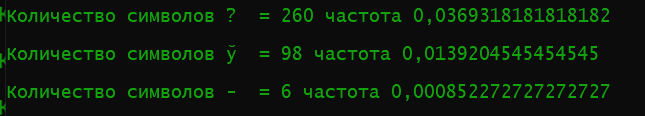 Количество символов ?  = 260 частота 0,0369318181818182
Количество символов ў  = 98 частота 0,0139204545454545
Количество символов -  = 6 частота 0,000852272727272727